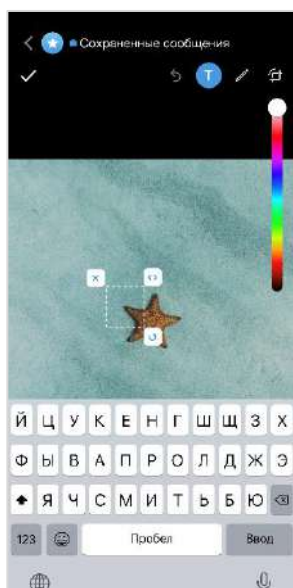 Сохраненные сообщения
T
Й Ц У К Е Н Г Ш Щ З Х
Ф Ы В А П Р О Л Д Ж Э
Я Ч С М И Т Ь Б Ю
123 Пробел Ввод